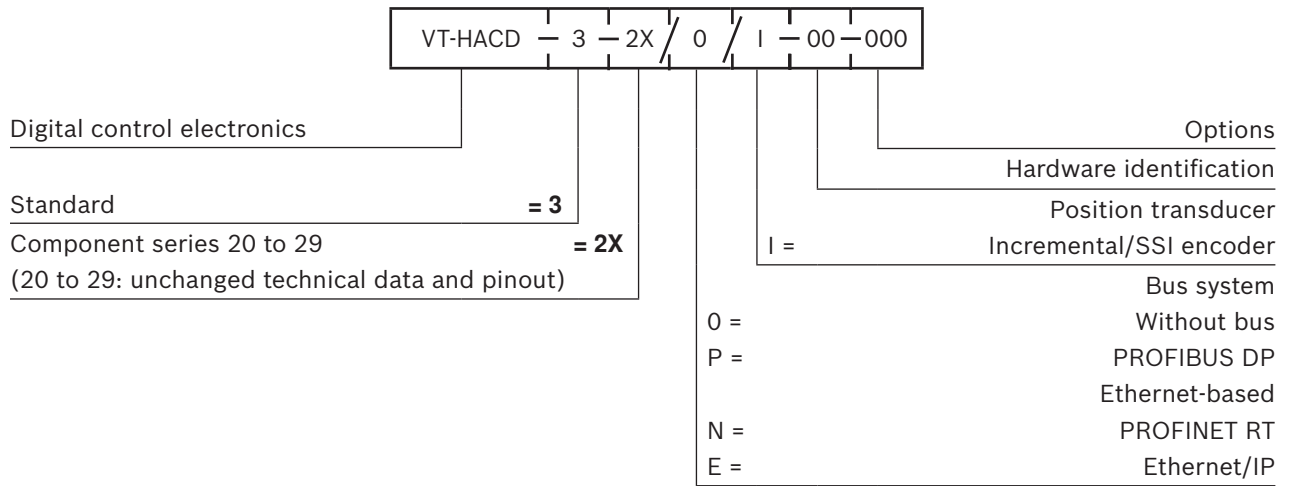 VT-HACD – 3 – 2X / 0 / I – 00 – 000
Digital control electronics
Options
Hardware identification
Standard = 3
Position transducer
Component series 20 to 29 = 2X
I = Incremental/SSI encoder
(20 to 29: unchanged technical data and pinout)
Bus system
0 = Without bus
P = PROFIBUS DP
Ethernet-based
N = PROFINET RT
E = Ethernet/IP